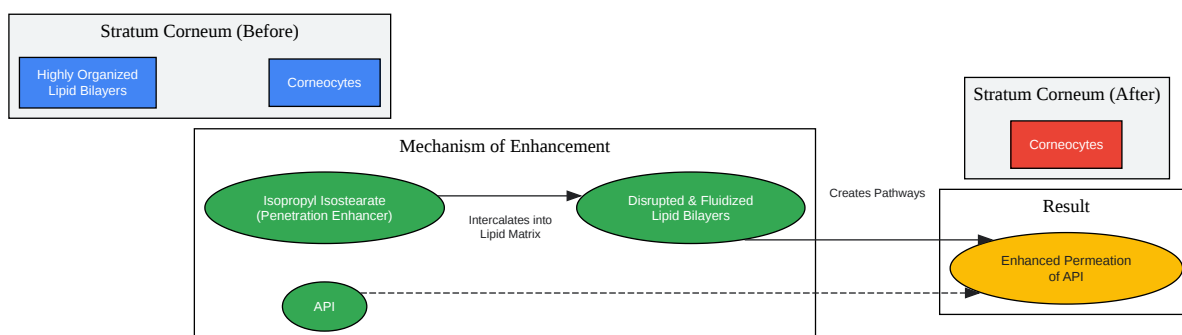 Stratum Corneum (Before)
Highly Organized
Lipid Bilayers
Corneocytes
Stratum Corneum (After)
Corneocytes
Mechanism of Enhancement
Isopropyl Isostearate
(Penetration Enhancer)
Intercalates into
Lipid Matrix
Disrupted & Fluidized
Lipid Bilayers
Creates Pathways
Result
Enhanced Permeation
of API
API